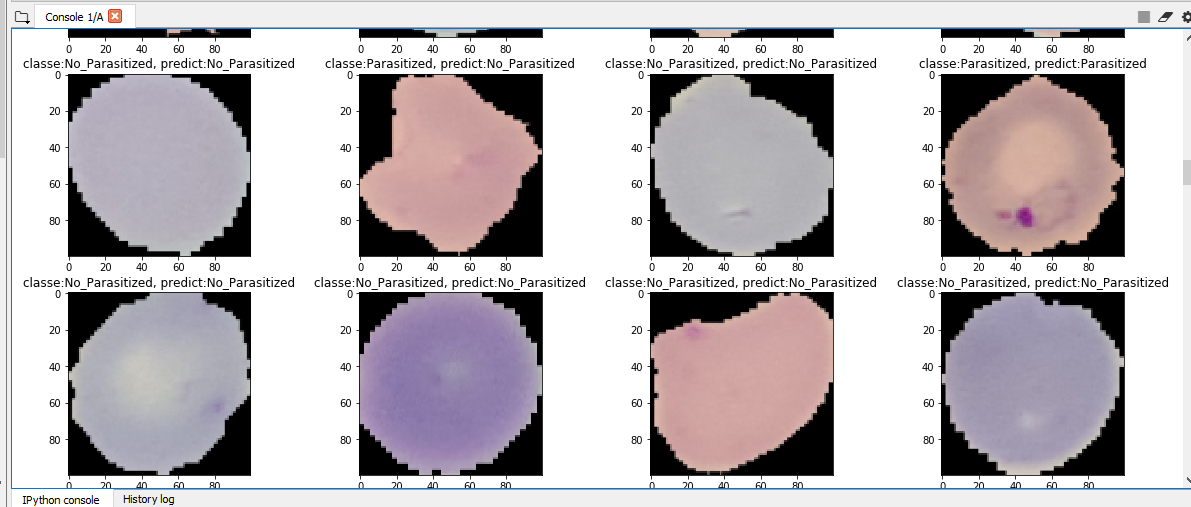 Console 1/A
0 20 40 60 80 0 20 40 60 80 0 20 40 60 80 0 20 40 60 80
classe:No_Parasitized, predict:No_Parasitized classe:Parasitized, predict:No_Parasitized classe:No_Parasitized, predict:No_Parasitized classe:Parasitized, predict:Parasitized
0 0 0 0
20 20 20 20
40 40 40 40
60 60 60 60
80 80 80 80
0 20 40 60 80 0 20 40 60 80 0 20 40 60 80 0 20 40 60 80
classe:No_Parasitized, predict:No_Parasitized classe:No_Parasitized, predict:No_Parasitized classe:No_Parasitized, predict:No_Parasitized classe:No_Parasitized, predict:No_Parasitized
0 0 0 0
20 20 20 20
40 40 40 40
60 60 60 60
80 80 80 80
0 20 40 60 80 0 20 40 60 80 0 20 40 60 80 0 20 40 60 80
IPython console History log